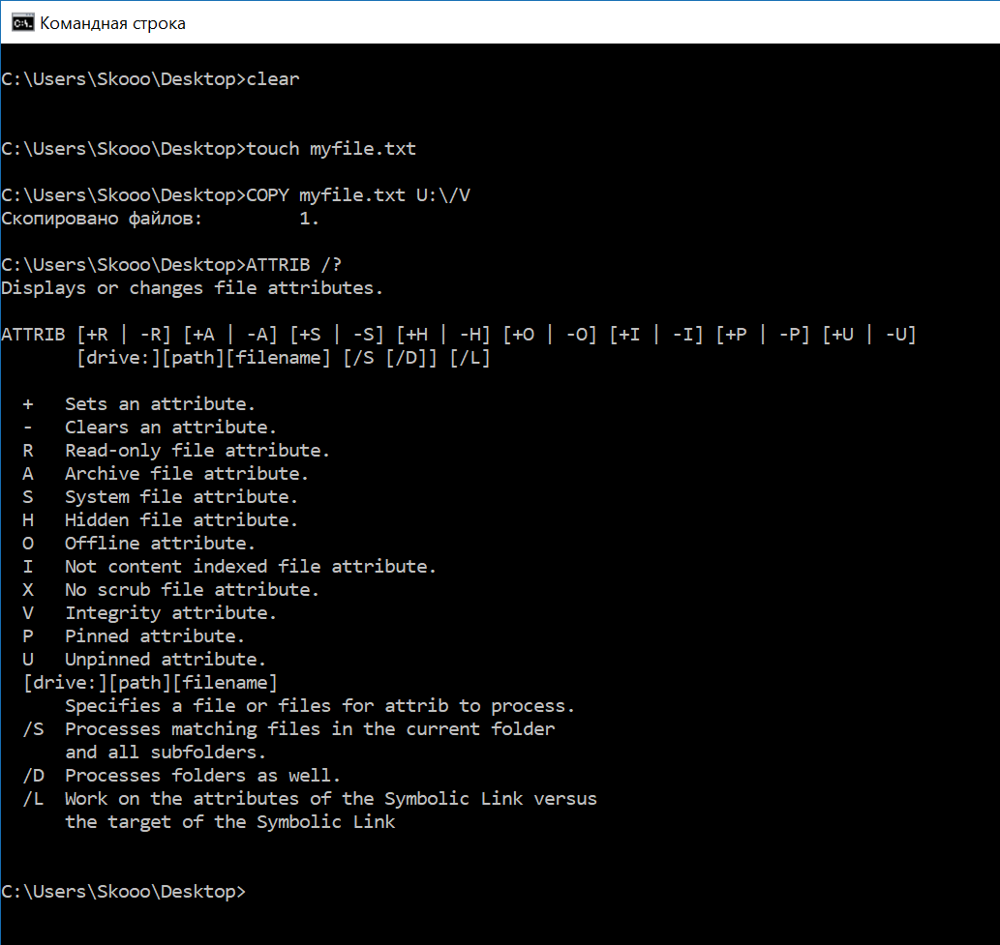 C:\. Командная строка
C:\Users\Skooo\Desktop>clear
C:\Users\Skooo\Desktop>touch myfile.txt
C:\Users\Skooo\Desktop>COPY myfile.txt U:\/V
Скопировано файлов:         1.
C:\Users\Skooo\Desktop>ATTRIB /?
Displays or changes file attributes.
ATTRIB [+R | -R] [+A | -A] [+S | -S] [+H | -H] [+O | -O] [+I | -I] [+P | -P] [+U | -U]
       [drive:][path][filename] [/S [/D]] [/L]
  +   Sets an attribute.
  -   Clears an attribute.
  R   Read-only file attribute.
  A   Archive file attribute.
  S   System file attribute.
  H   Hidden file attribute.
  O   Offline attribute.
  I   Not content indexed file attribute.
  X   No scrub file attribute.
  V   Integrity attribute.
  P   Pinned attribute.
  U   Unpinned attribute.
  [drive:][path][filename]
      Specifies a file or files for attrib to process.
  /S  Processes matching files in the current folder
      and all subfolders.
  /D  Processes folders as well.
  /L  Work on the attributes of the Symbolic Link versus
      the target of the Symbolic Link
C:\Users\Skooo\Desktop>